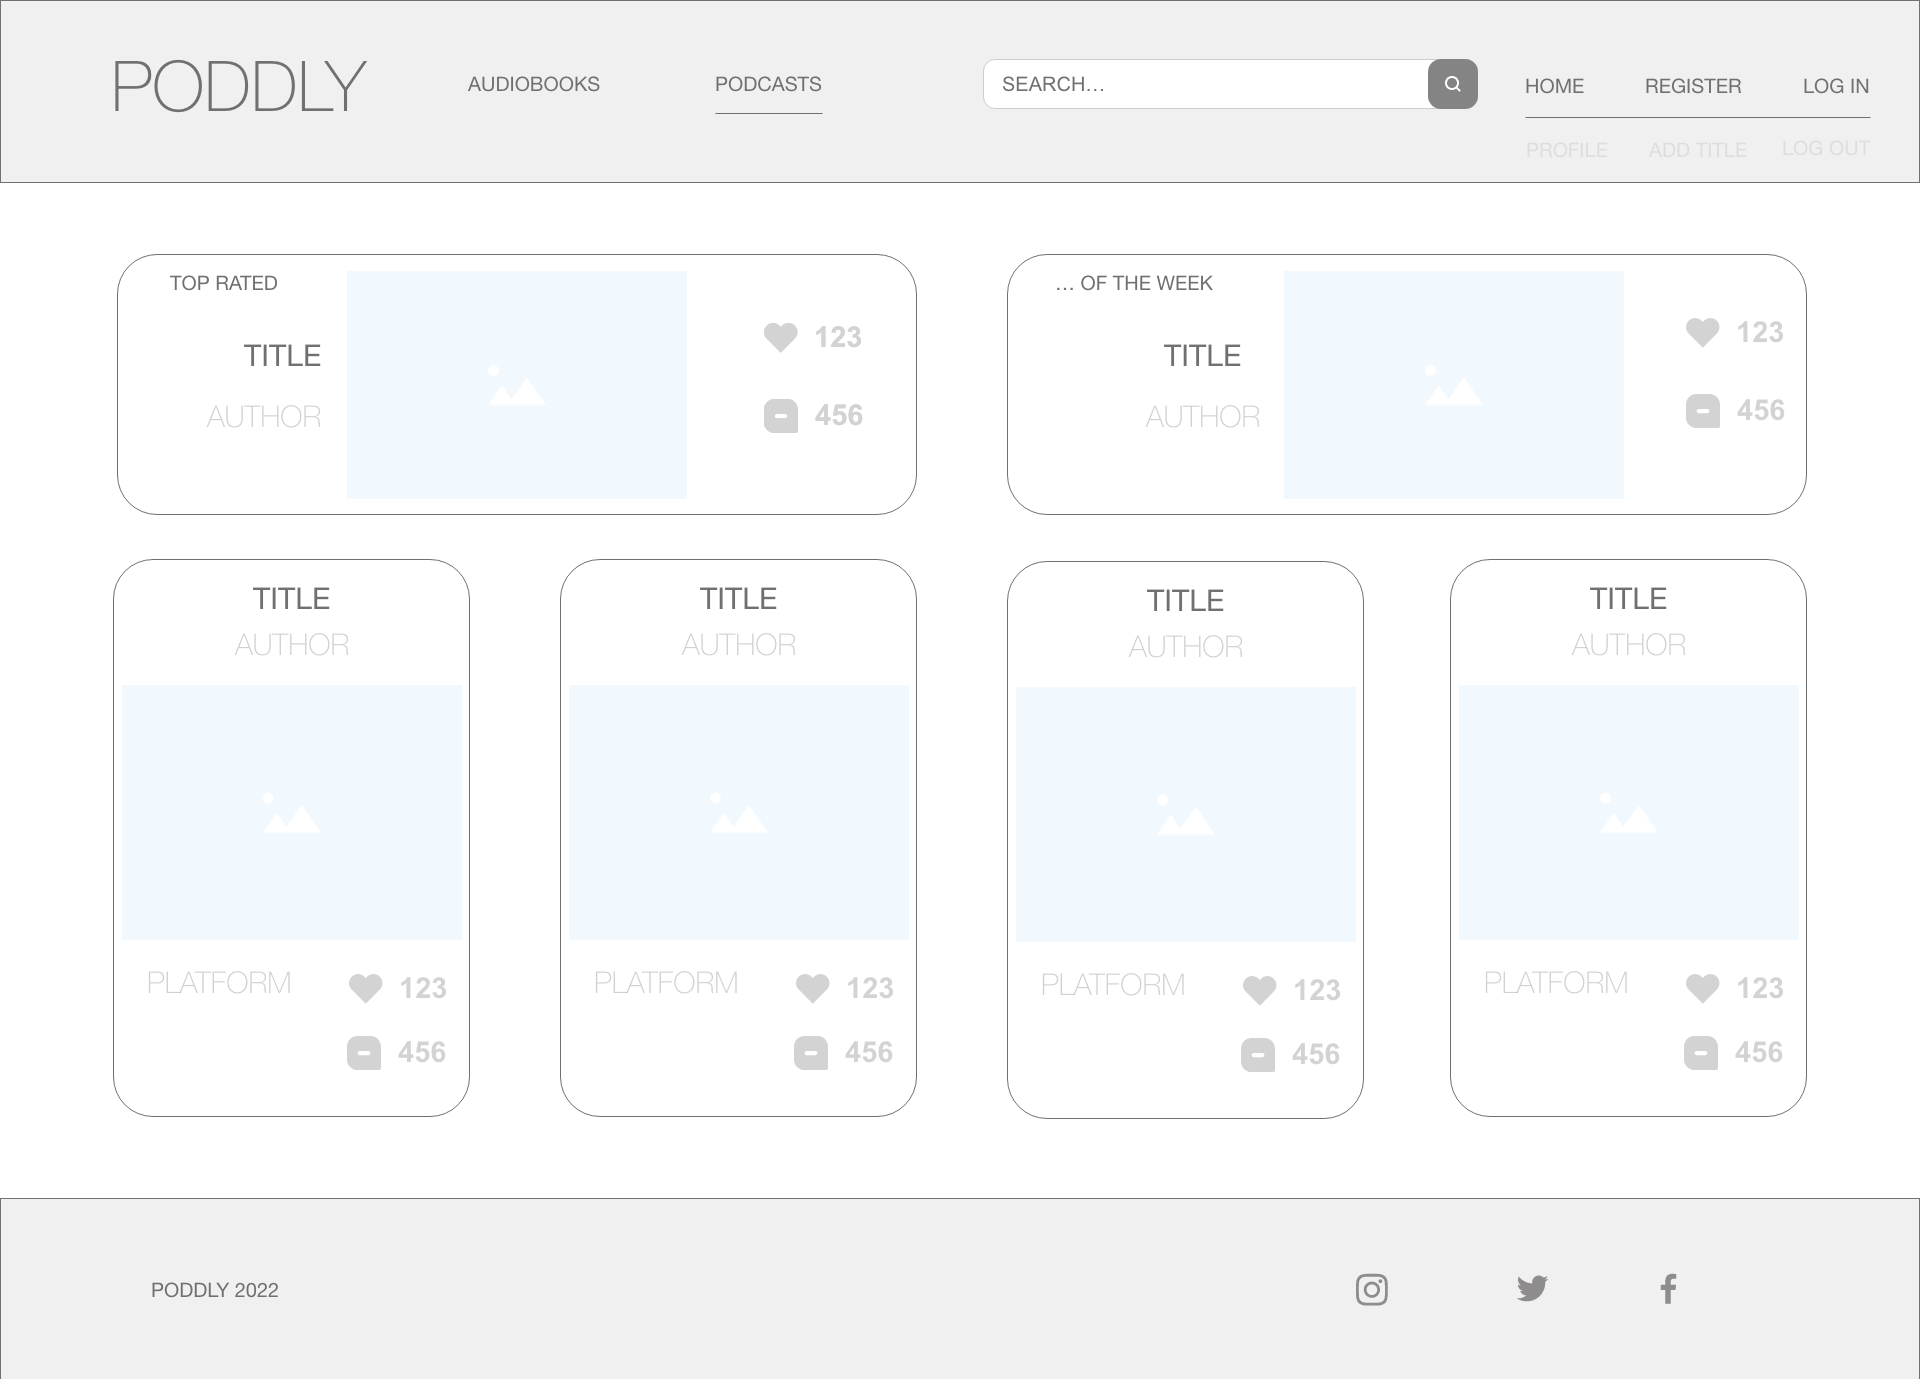 PODDLY
AUDIOBOOKS
PODCASTS
SEARCH...
HOME
REGISTER
LOG IN
PROFILE
ADD TITLE
LOG OUT
TOP RATED
TITLE
AUTHOR
123
456
... OF THE WEEK
TITLE
AUTHOR
123
456
TITLE
AUTHOR
PLATFORM
123
456
TITLE
AUTHOR
PLATFORM
123
456
TITLE
AUTHOR
PLATFORM
123
456
TITLE
AUTHOR
PLATFORM
123
456
PODDLY 2022